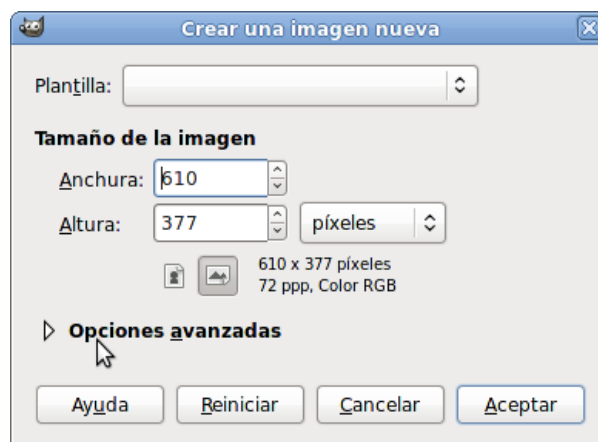 Crear una imagen nueva
Plantilla:
Tamaño de la imagen
Anchura: 610
Altura: 377 píxeles
610 x 377 píxeles
72 ppp, Color RGB
Opciones avanzadas
Ayuda Reiniciar Cancelar Aceptar